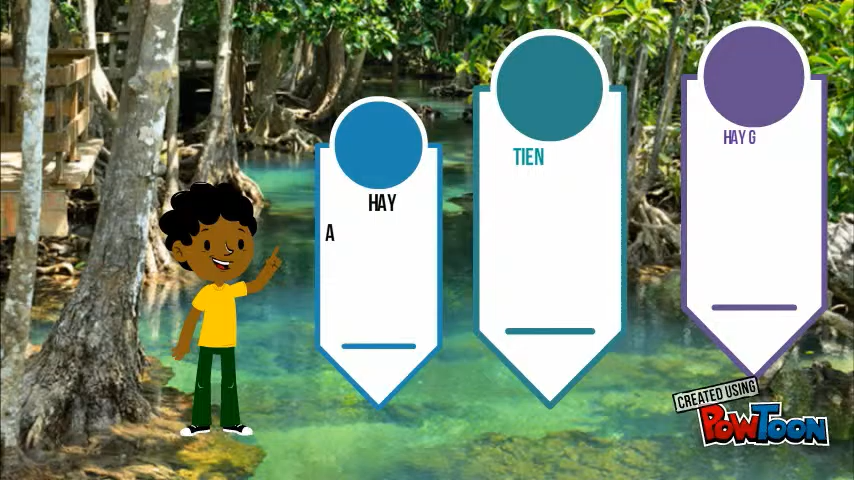 HAY
A
TIEN
HAY G
CREATED USING
POWTOON